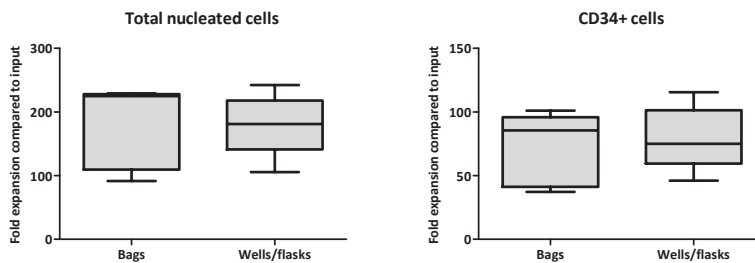 Total nucleated cells
Fold expansion compared to input
300
200
100
0
Bags
Wells/flasks
CD34+ cells
Fold expansion compared to input
150
100
50
0
Bags
Wells/flasks